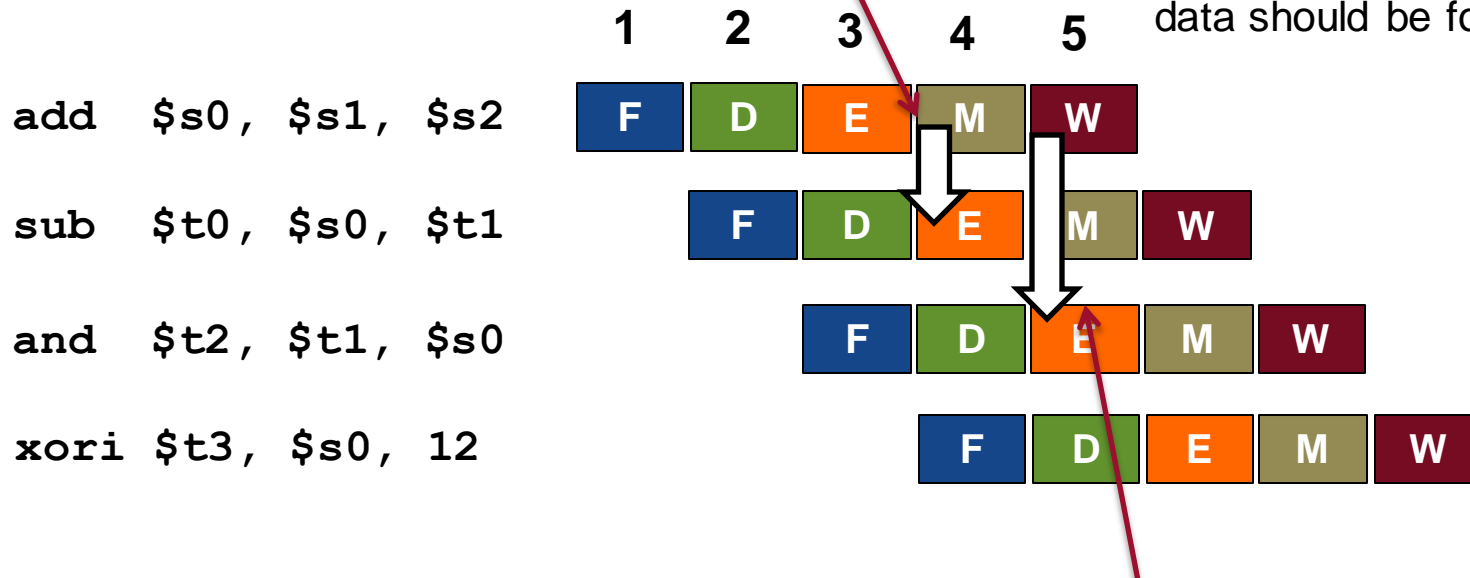 data should be
1 2 3 4 5
add $s0, $s1, $s2 F D E M W
sub $t0, $s0, $t1 F D E M W
and $t2, $t1, $s0 F D E M W
xori $t3, $s0, 12 F D E M W